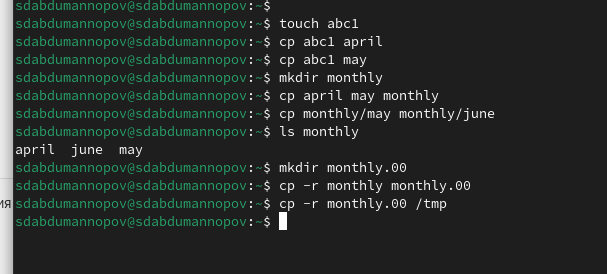 sdabdumannopov@sdabdumannopov:~$
sdabdumannopov@sdabdumannopov:~$ touch abc1
sdabdumannopov@sdabdumannopov:~$ cp abc1 april
sdabdumannopov@sdabdumannopov:~$ cp abc1 may
sdabdumannopov@sdabdumannopov:~$ mkdir monthly
sdabdumannopov@sdabdumannopov:~$ cp april may monthly
sdabdumannopov@sdabdumannopov:~$ cp monthly/may monthly/june
sdabdumannopov@sdabdumannopov:~$ ls monthly
april  june  may
sdabdumannopov@sdabdumannopov:~$ mkdir monthly.00
sdabdumannopov@sdabdumannopov:~$ cp -r monthly monthly.00
sdabdumannopov@sdabdumannopov:~$ cp -r monthly.00 /tmp
sdabdumannopov@sdabdumannopov:~$